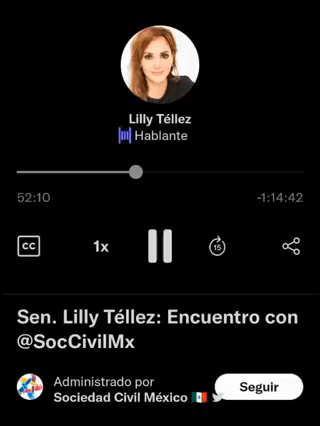 Lilly Téllez
Hablante
52:10
-1:14:42
CC
1x
15
Sen. Lilly Téllez: Encuentro con
@SocCivilMx
Administrado por
Sociedad Civil México 🇲🇽
Seguir